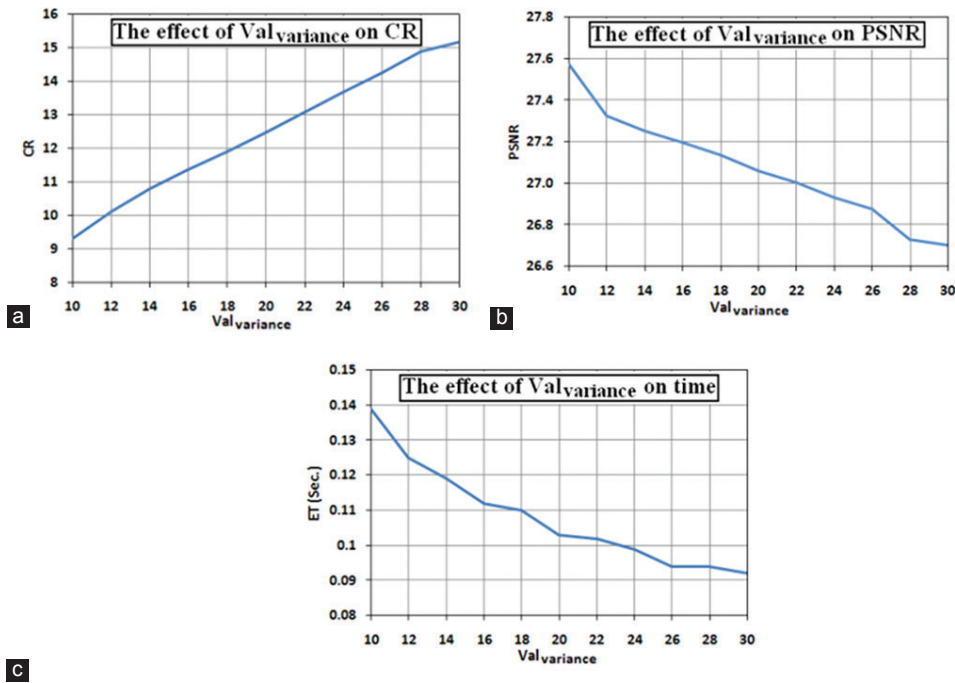 The effect of Valvariance on CR
16
15
14
13
12
11
10
9
8
CR
10 12 14 16 18 20 22 24 26 28 30
Valvariance
a
The effect of Valvariance on PSNR
27.8
27.6
27.4
27.2
27.0
26.8
26.6
PSNR
10 12 14 16 18 20 22 24 26 28 30
Valvariance
b
The effect of Valvariance on time
0.15
0.14
0.13
0.12
0.11
0.1
0.09
0.08
ET (Sec.)
10 12 14 16 18 20 22 24 26 28 30
Valvariance
c